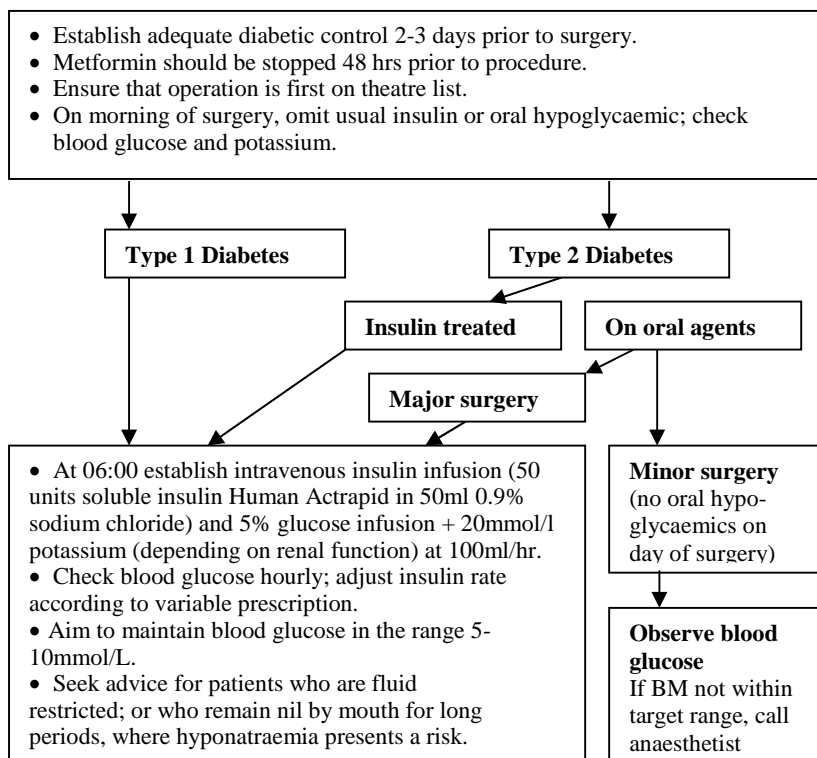 • Establish adequate diabetic control 2-3 days prior to surgery.
• Metformin should be stopped 48 hrs prior to procedure.
• Ensure that operation is first on theatre list.
• On morning of surgery, omit usual insulin or oral hypoglycaemic; check
blood glucose and potassium.
Type 1 Diabetes
Type 2 Diabetes
Insulin treated
On oral agents
Major surgery
• At 06:00 establish intravenous insulin infusion (50
units soluble insulin Human Actrapid in 50ml 0.9%
sodium chloride) and 5% glucose infusion + 20mmol/l
potassium (depending on renal function) at 100ml/hr.
• Check blood glucose hourly; adjust insulin rate
according to variable prescription.
• Aim to maintain blood glucose in the range 5-
10mmol/L.
• Seek advice for patients who are fluid
restricted; or who remain nil by mouth for long
periods, where hyponatraemia presents a risk.
Minor surgery
(no oral hypo-
glycaemics on
day of surgery)
Observe blood
glucose
If BM not within
target range, call
anaesthetist